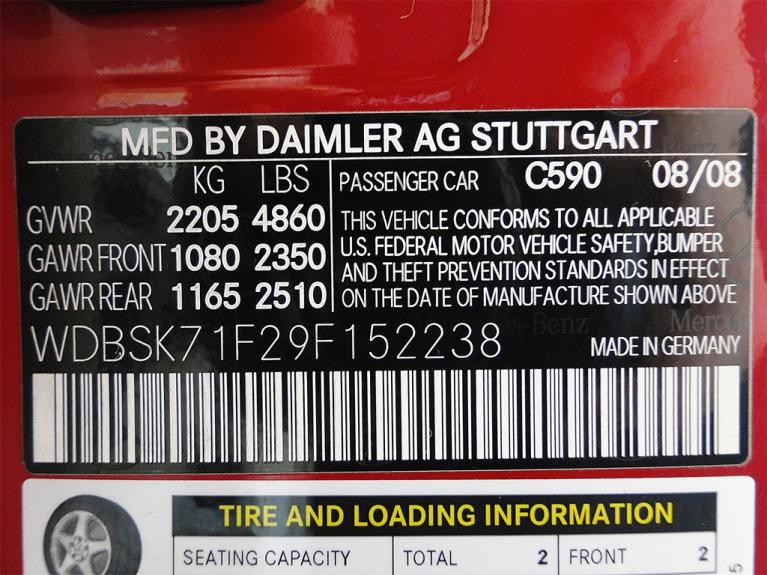 MFD BY DAIMLER AG STUTTGART
KG LBS
GVWR 2205 4860
GAWR FRONT 1080 2350
GAWR REAR 1165 2510
PASSENGER CAR C590 08/08
THIS VEHICLE CONFORMS TO ALL APPLICABLE
U.S. FEDERAL MOTOR VEHICLE SAFETY,BUMPER
AND THEFT PREVENTION STANDARDS IN EFFECT
ON THE DATE OF MANUFACTURE SHOWN ABOVE
WDBSK71F29F152238
MADE IN GERMANY
TIRE AND LOADING INFORMATION
SEATING CAPACITY TOTAL 2 FRONT 2